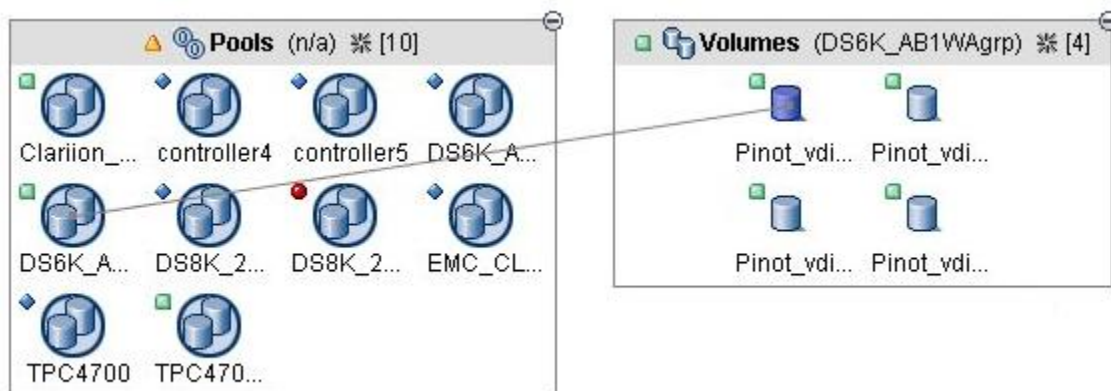 Pools (n/a) [10]
Clariion_... controller4 controller5 DS6K_A...
DS6K_A... DS8K_2... DS8K_2... EMC_CL...
TPC4700 TPC470...
Volumes (DS6K_AB1WAgrp) [4]
Pinot_vdi... Pinot_vdi...
Pinot_vdi... Pinot_vdi...